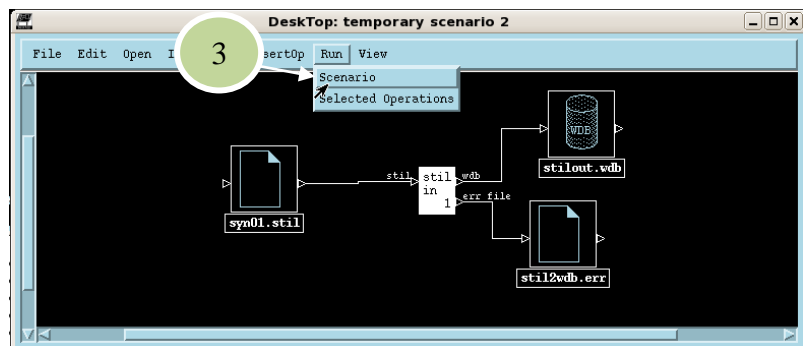 DeskTop: temporary scenario 2
File Edit Open I sertOp Run View
3
Scenario
Selected Operations
WDB
stilout.wdb
stil
stil in 1
wdb
err file
syn01.stil
stil2wdb.err